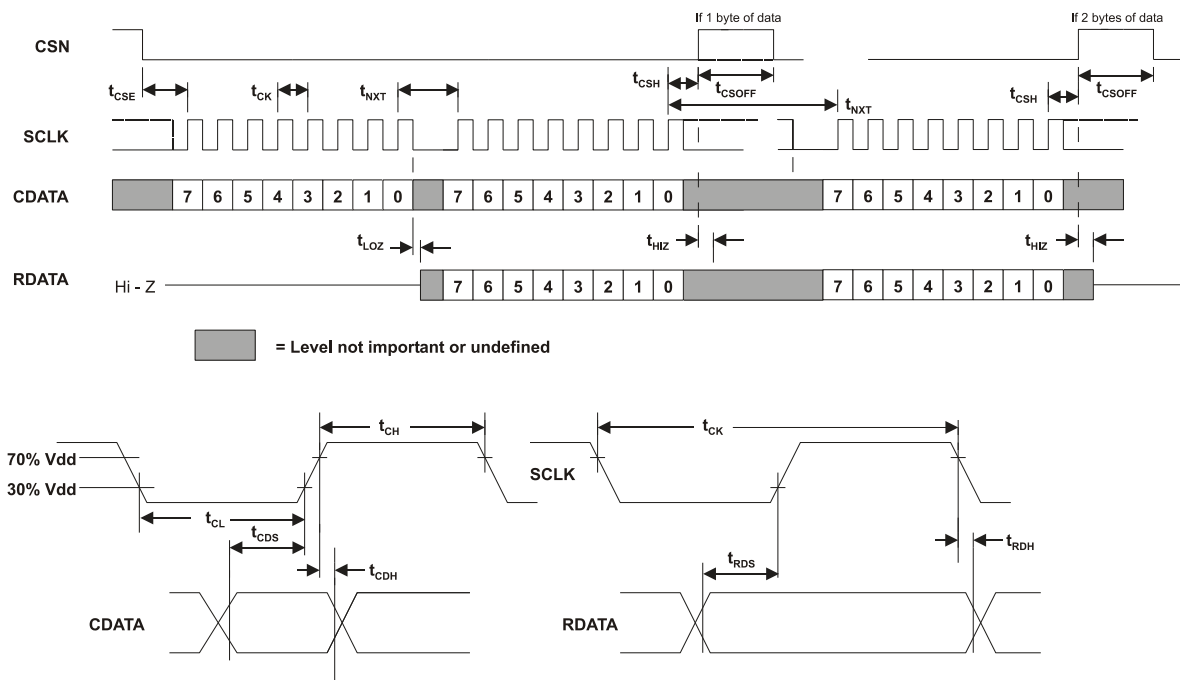 If 1 byte of data If 2 bytes of data
CSN
tCSE tCK tNXT tCSH tCSOFF tNXT tCSH tCSOFF
SCLK
CDATA 7 6 5 4 3 2 1 0 7 6 5 4 3 2 1 0 7 6 5 4 3 2 1 0
tLOZ tHIZ tHIZ
RDATA Hi - Z 7 6 5 4 3 2 1 0 7 6 5 4 3 2 1 0
= Level not important or undefined
tCH tCK
70% Vdd SCLK
30% Vdd
tCL
tCDS tRDH
tCDH tRDS
CDATA RDATA